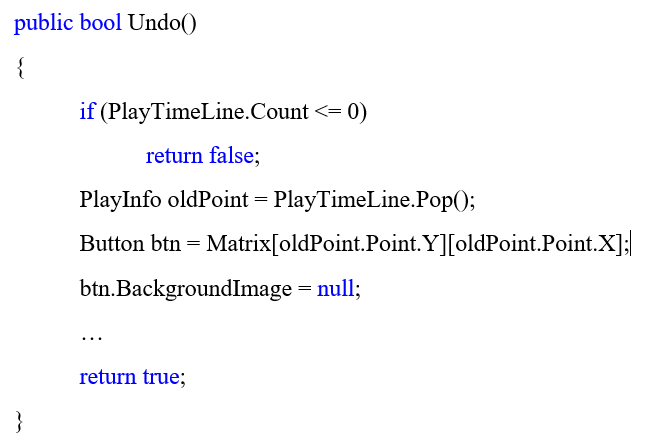 public bool Undo()
{
if (PlayTimeLine.Count <= 0)
return false;
PlayInfo oldPoint = PlayTimeLine.Pop();
Button btn = Matrix[oldPoint.Point.Y][oldPoint.Point.X];
btn.BackgroundImage = null;
…
return true;
}